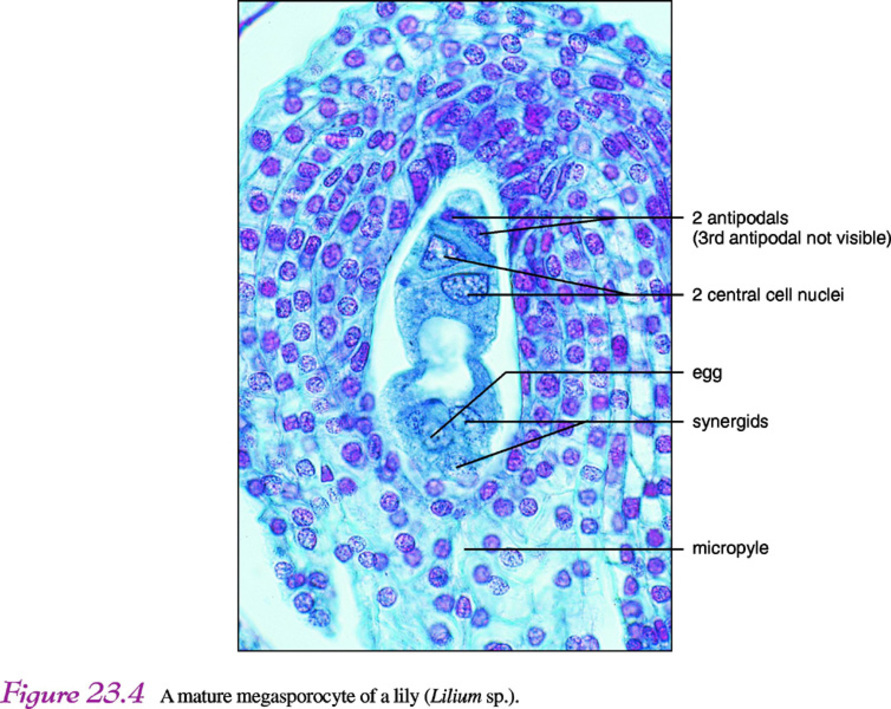 2 antipodals
(3rd antipodal not visible)
2 central cell nuclei
egg
synergids
micropyle
Figure 23.4 A mature megasporocyte of a lily (Lilium sp.).